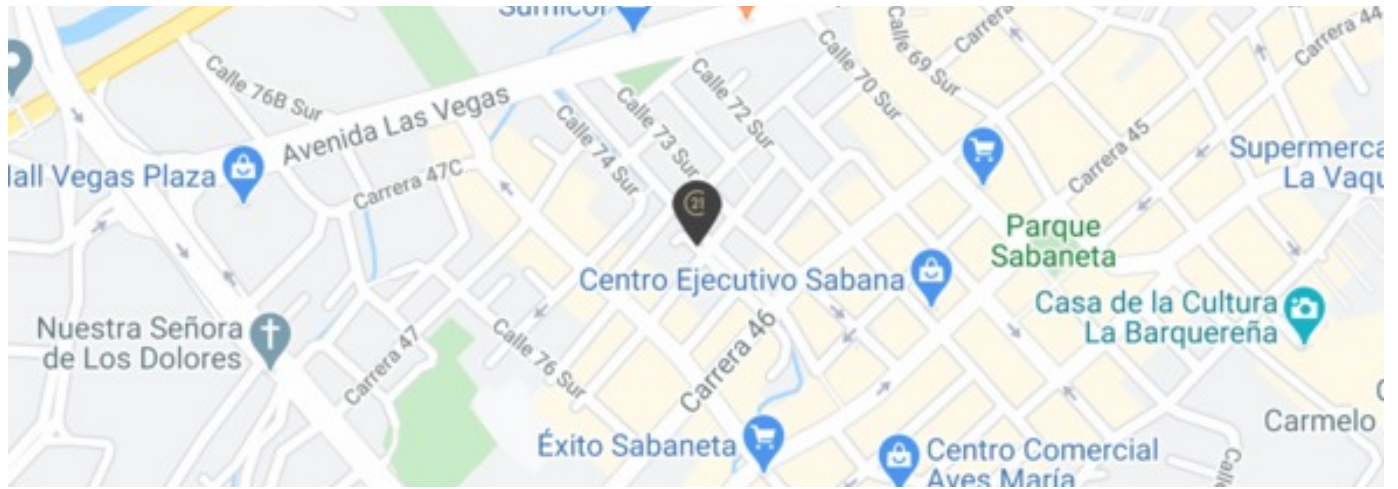 Sumicol
Calle 76B Sur
Avenida Las Vegas
Calle 74 Sur
Calle 73 Sur
Calle 72 Sur
Calle 70 Sur
Calle 69 Sur
Carrera
Carrera 44
Carrera 45
Vegas Plaza
Carrera 47C
21
Supermerca
La Vaqu
Parque
Sabaneta
Centro Ejecutivo Sabana
Casa de la Cultura
La Barquereña
Nuestra Señora
de Los Dolores
Carrera 47
Calle 76 Sur
Carrera 46
Éxito Sabaneta
Centro Comercial
Aves María
Carmelo
C
Calle